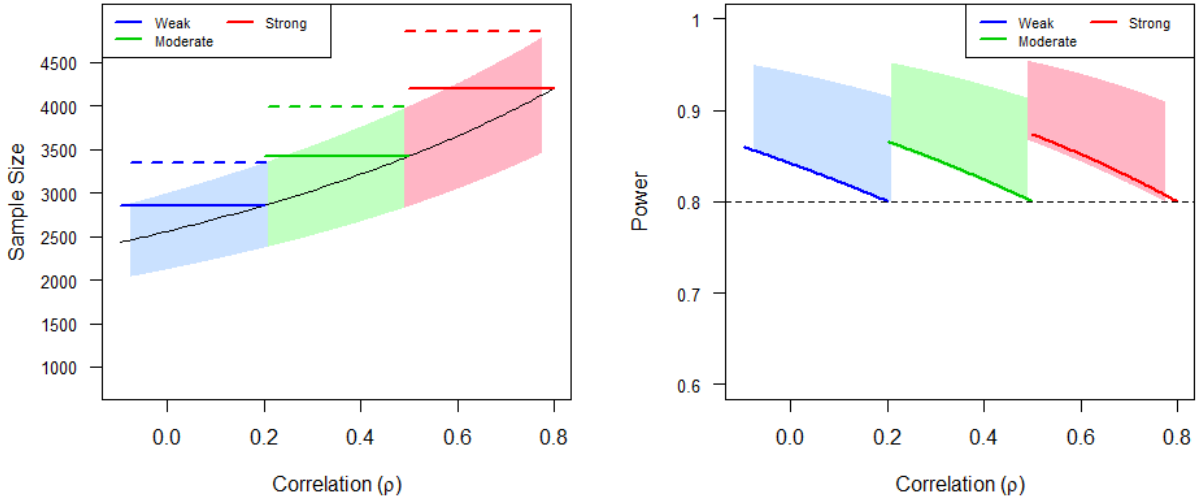 Weak Strong
Moderate
Sample Size
4500
4000
3500
3000
2500
2000
1500
1000
0.0 0.2 0.4 0.6 0.8
Correlation (ρ)
Weak Strong
Moderate
Power
1
0.9
0.8
0.7
0.6
0.0 0.2 0.4 0.6 0.8
Correlation (ρ)